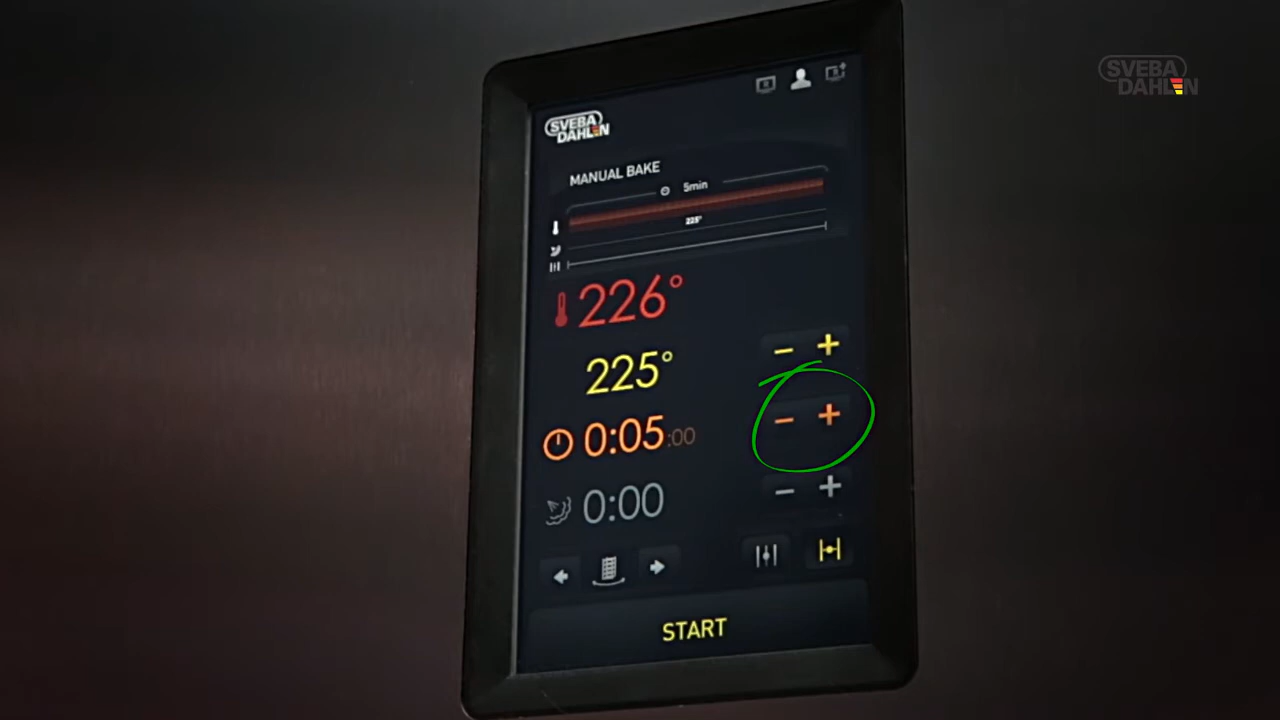 SVEBA
DAHLEN
SVEBA
DAHLEN
MANUAL BAKE
5min
225°
226°
225°
0:05:00
0:00
START